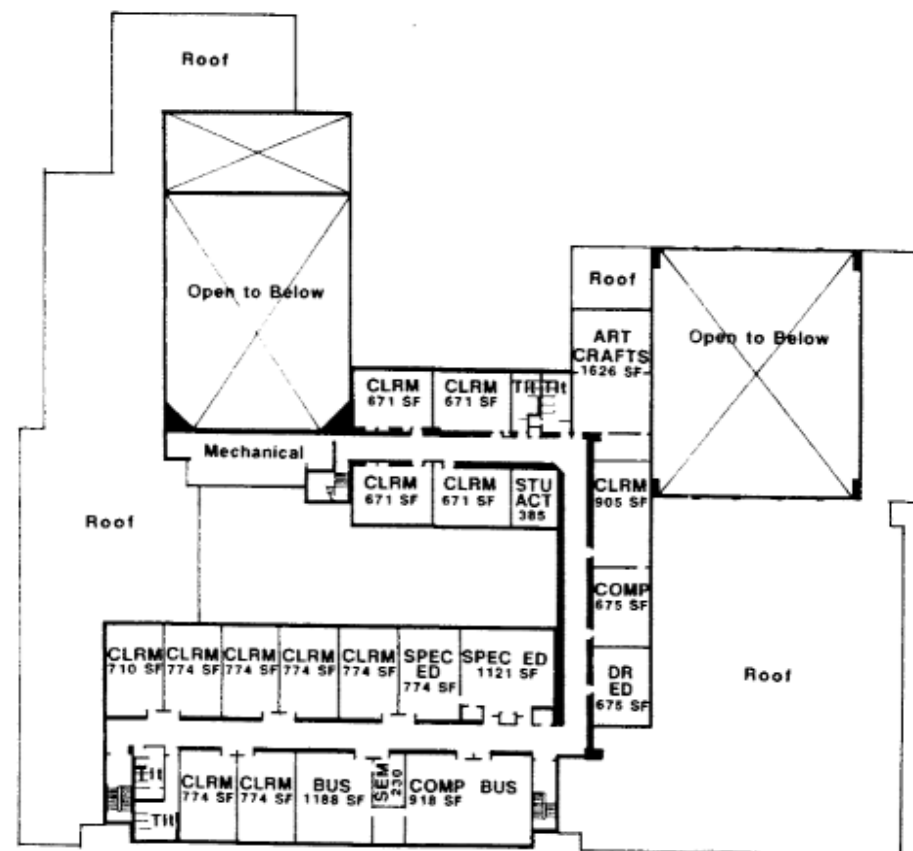 Roof
Open to Below
Roof
ART
CRAFTS
1626 SF
Open to Below
CLRM
671 SF
CLRM
671 SF
Tlt
Tlt
Mechanical
CLRM
671 SF
CLRM
671 SF
STU
ACT
385
CLRM
905 SF
Roof
COMP
675 SF
DR
ED
675 SF
Roof
CLRM
710 SF
CLRM
774 SF
CLRM
774 SF
CLRM
774 SF
CLRM
774 SF
SPEC
ED
774 SF
SPEC ED
1121 SF
Tlt
Tlt
CLRM
774 SF
CLRM
774 SF
BUS
1188 SF
SEM
230
COMP BUS
918 SF